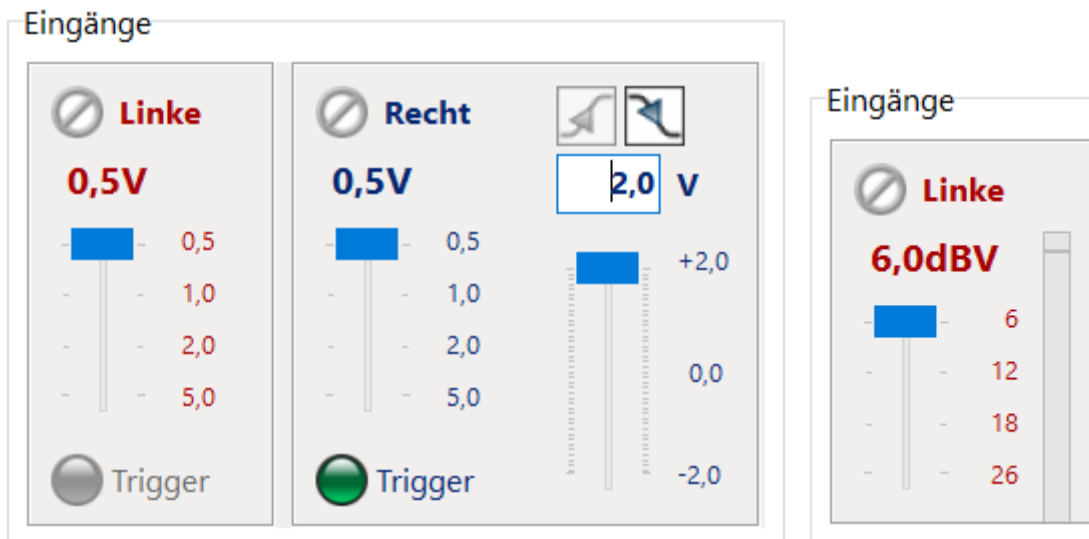 Eingänge
Linke
0,5V
0,5
1,0
2,0
5,0
Trigger
Recht
0,5V
0,5
1,0
2,0
5,0
Trigger
2,0 V
+2,0
0,0
-2,0
Eingänge
Linke
6,0dBV
6
12
18
26